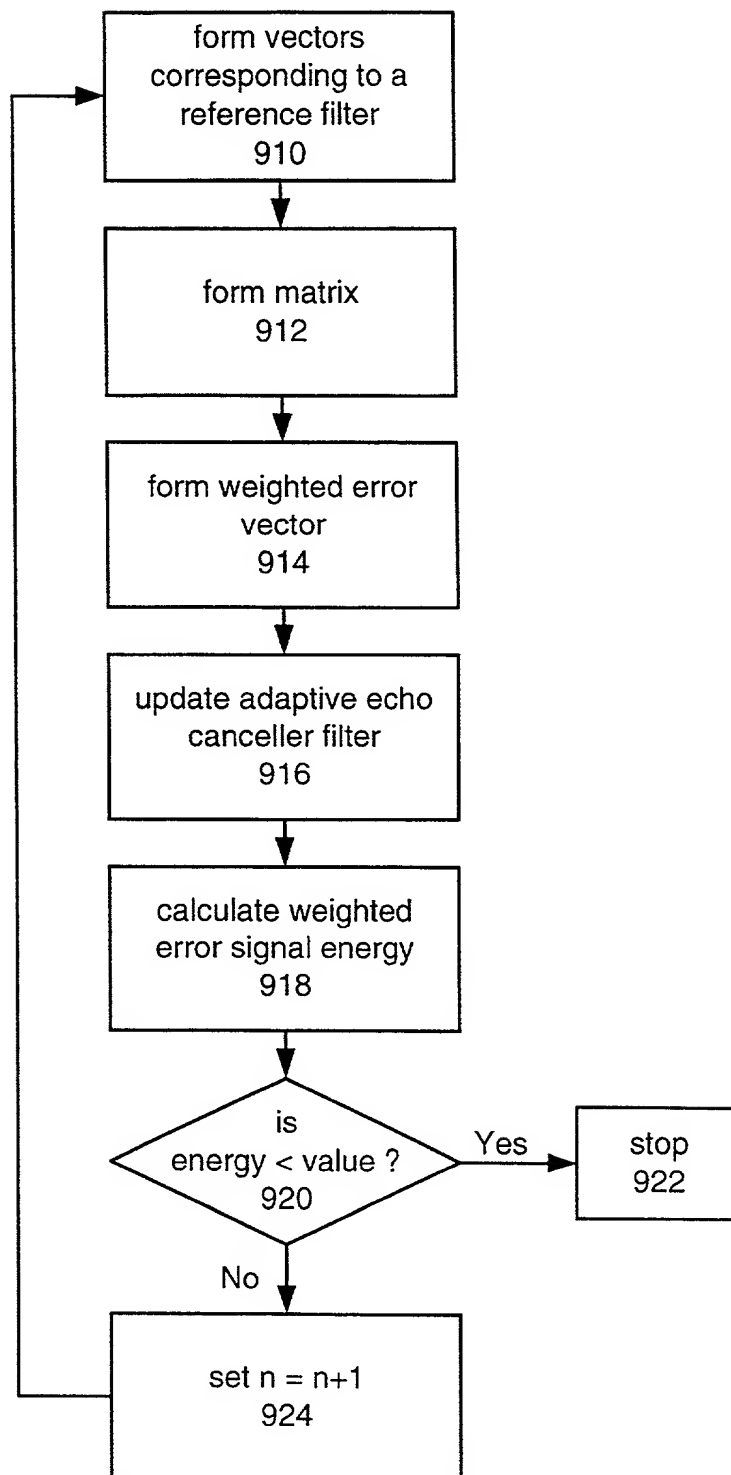 form vectors
corresponding to a
reference filter
910
form matrix
912
form weighted error
vector
914
update adaptive echo
canceller filter
916
calculate weighted
error signal energy
918
is
energy < value ?
920
Yes
stop
922
No
set n = n+1
924